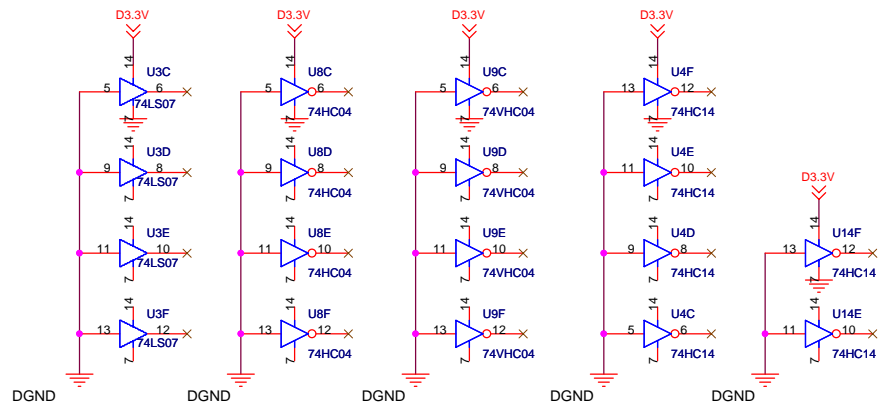 D3.3V D3.3V D3.3V D3.3V
14 U3C 14 U8C 14 U9C 14 U4F
5 6 5 6 5 6 13 12
74LS07 74HC04 74VHC04 74HC14
7 7 7 7
14 U3D 14 U8D 14 U9D 14 U4E
9 8 9 8 9 8 11 10
74LS07 74HC04 74VHC04 74HC14
7 7 7 7
D3.3V
14 U3E 14 U8E 14 U9E 14 U4D 14 U14F
11 10 11 10 11 10 9 8 13 12
74LS07 74HC04 74VHC04 74HC14 74HC14
7 7 7 7 7
14 U3F 14 U8F 14 U9F 14 U4C 14 U14E
13 12 13 12 13 12 5 6 11 10
74LS07 74HC04 74VHC04 74HC14 74HC14
7 7 7 7 7
DGND DGND DGND DGND DGND